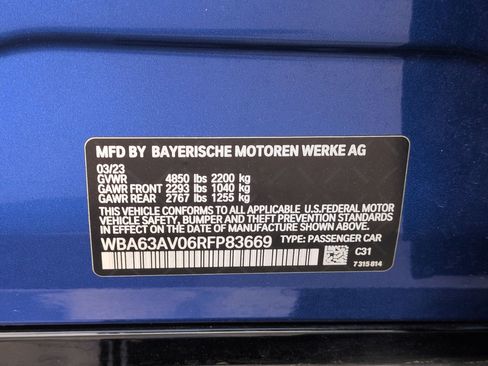 MFD BY BAYERISCHE MOTOREN WERKE AG
03/23
GVWR 4850 lbs 2200 kg
GAWR FRONT 2293 lbs 1040 kg
GAWR REAR 2767 lbs 1255 kg
THIS VEHICLE CONFORMS TO ALL APPLICABLE U.S.FEDERAL MOTOR
VEHICLE SAFETY, BUMPER, AND THEFT PREVENTION STANDARDS IN EFFECT ON
THE DATE OF MANUFACTURE SHOWN ABOVE.
WBA63AV06RFP83669 TYPE: PASSENGER CAR
C31
7 315 014